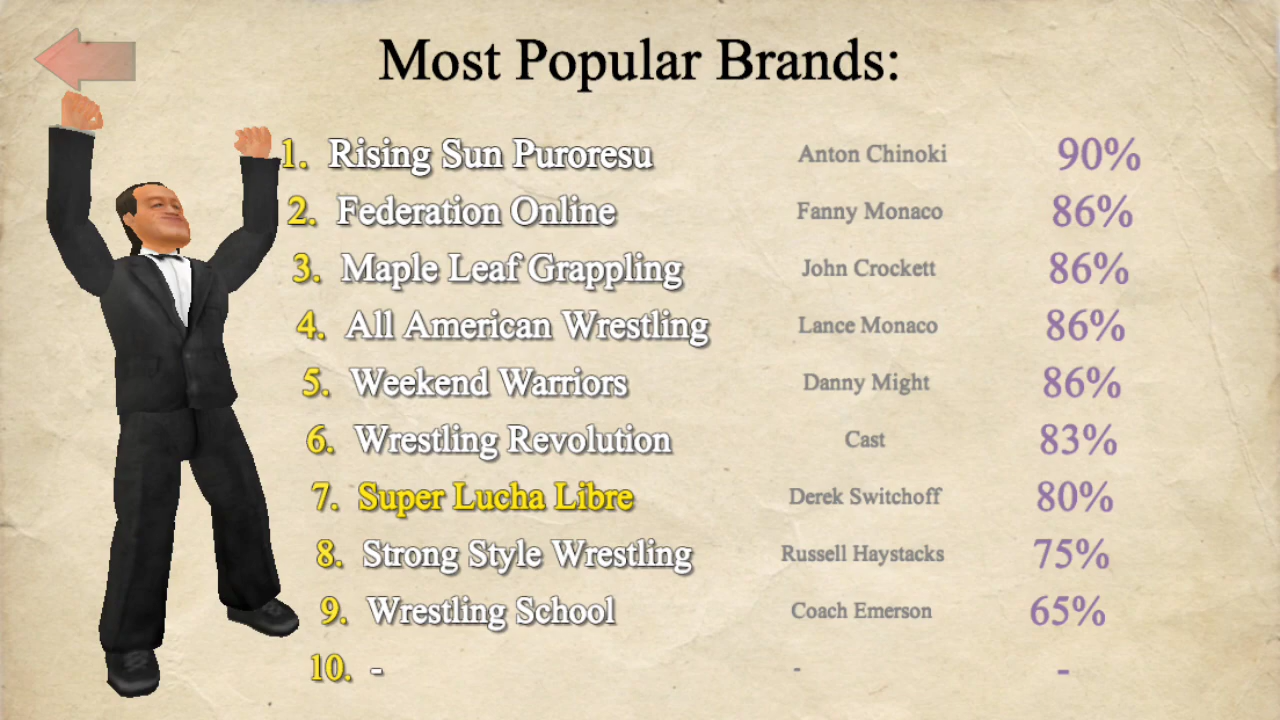 Most Popular Brands:
1. Rising Sun Puroresu Anton Chinoki 90%
2. Federation Online Fanny Monaco 86%
3. Maple Leaf Grappling John Crockett 86%
4. All American Wrestling Lance Monaco 86%
5. Weekend Warriors Danny Might 86%
6. Wrestling Revolution Cast 83%
7. Super Lucha Libre Derek Switchoff 80%
8. Strong Style Wrestling Russell Haystacks 75%
9. Wrestling School Coach Emerson 65%
10. - - -